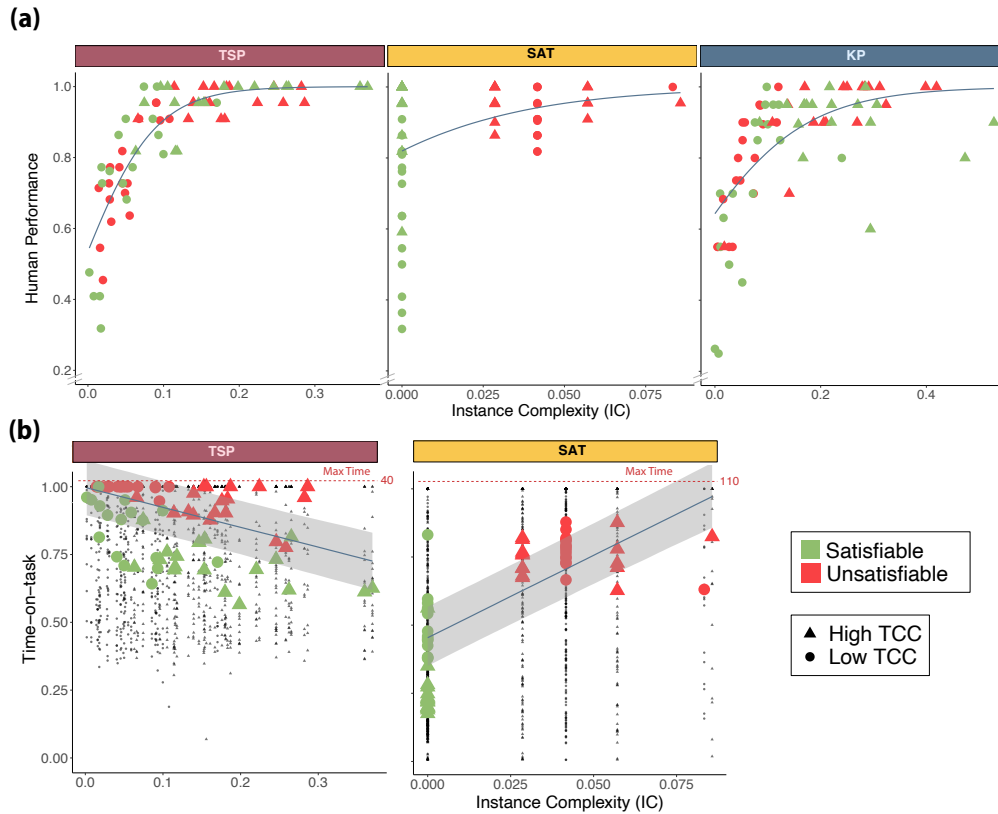 (a)
TSP
SAT
KP
Human Performance
1.0
0.8
0.6
0.4
0.2
0.0
0.1
0.2
0.3
0.000
0.025
0.050
0.075
0.0
0.2
0.4
Instance Complexity (IC)
(b)
TSP
SAT
Max Time
40
Max Time
110
Time−on−task
1.00
0.75
0.50
0.25
0.00
0.0
0.1
0.2
0.3
0.000
0.025
0.050
0.075
Instance Complexity (IC)
Satisfiable
Unsatisfiable
High TCC
Low TCC